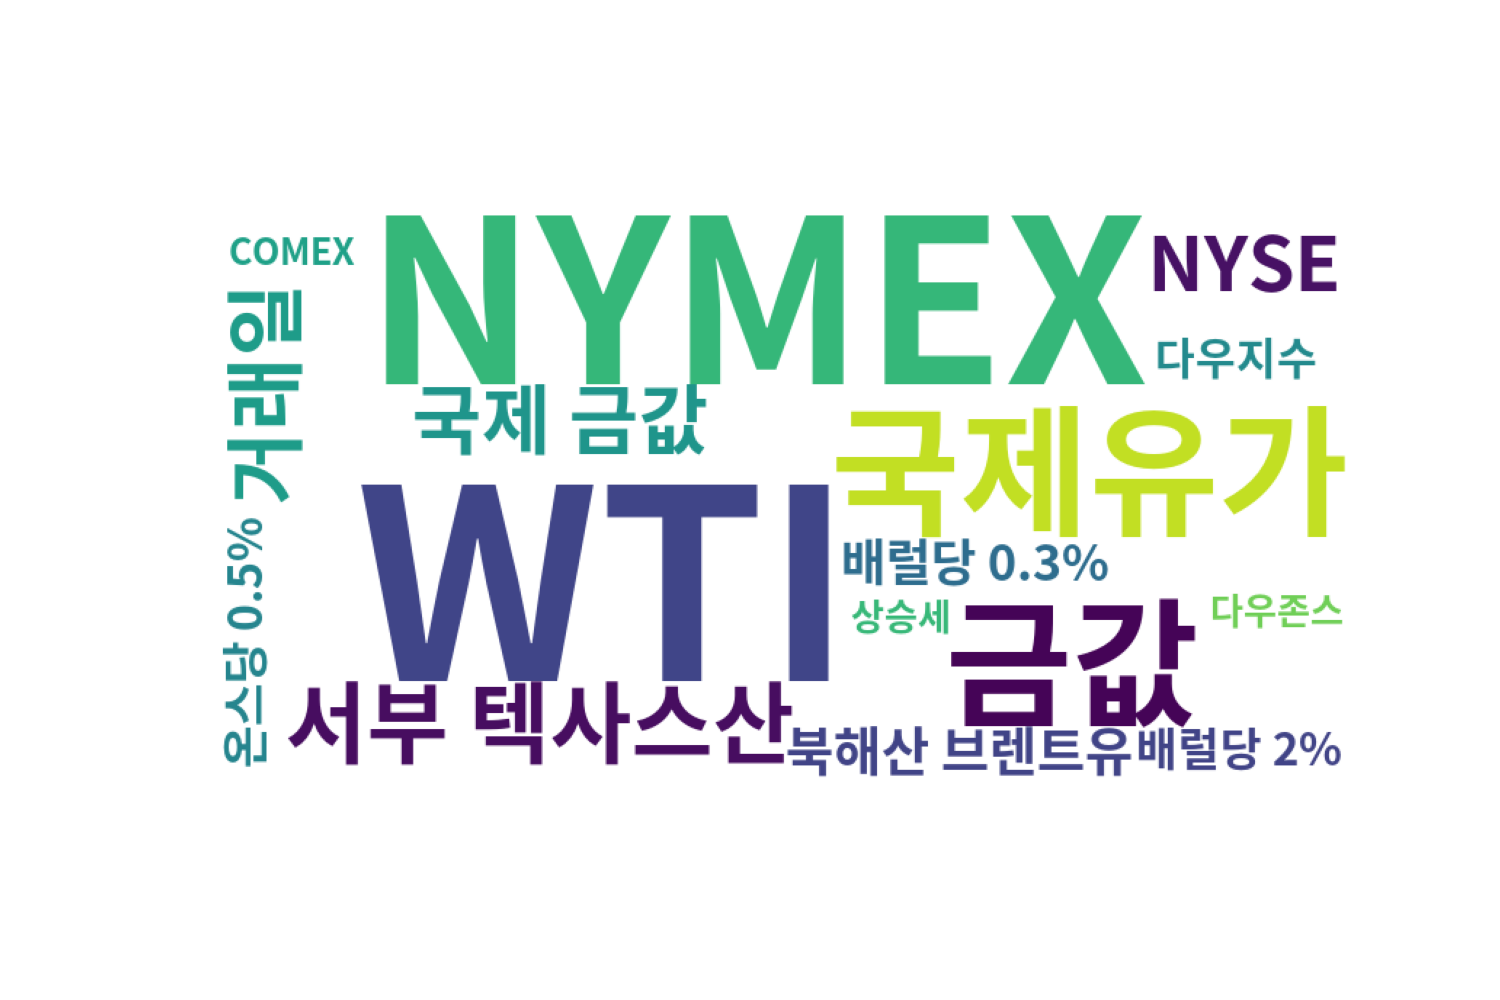 COMEX
NYMEX
NYSE
거래일
다우지수
국제 금값
국제유가
WTI
온스당 0.5%
배럴당 0.3%
상승세
금값
다우존스
서부 텍사스산
북해산 브렌트유
배럴당 2%